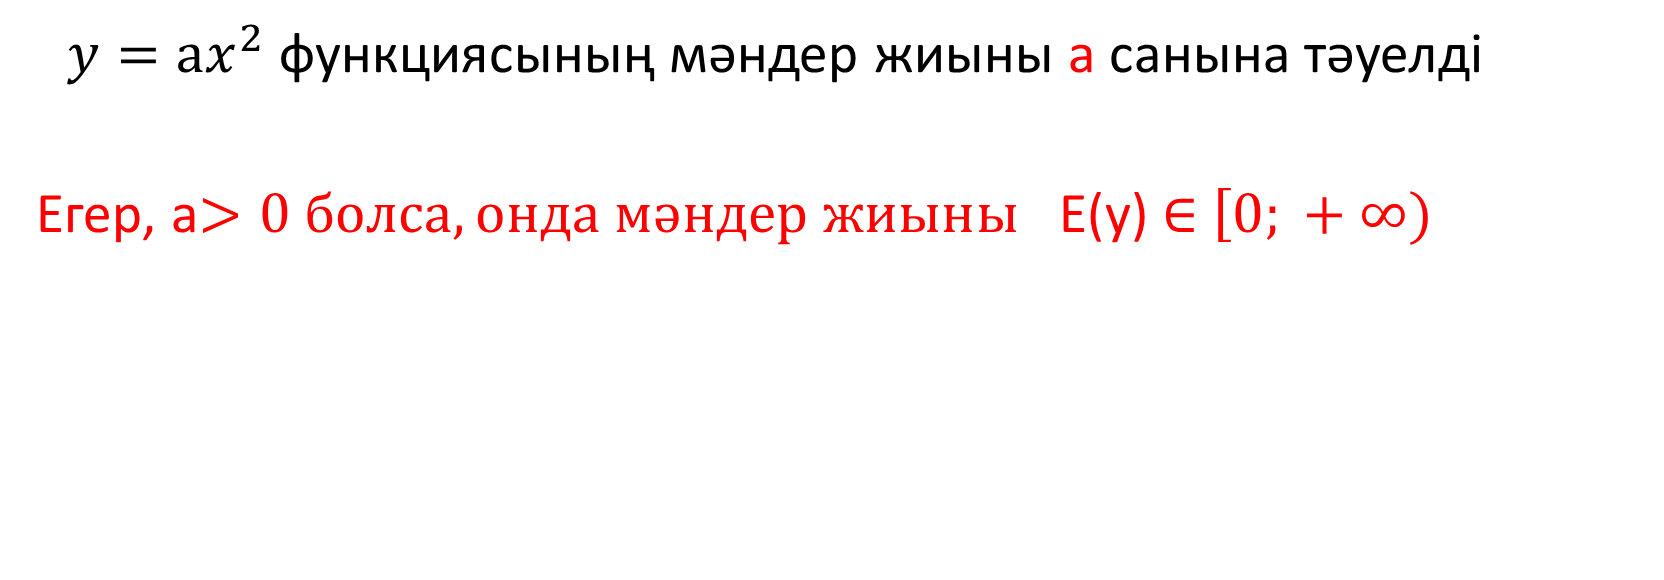 y = ax² функциясының мәндер жиыны а санына тәуелді
Егер, а> 0 болса, онда мәндер жиыны E(y) ∈ [0; + ∞)